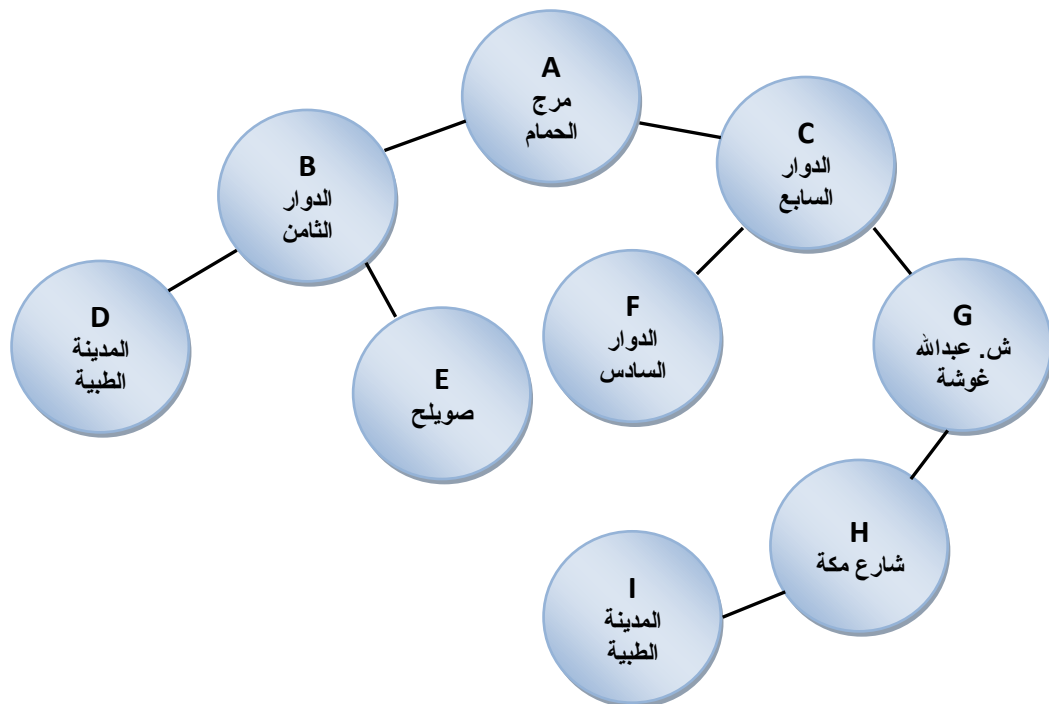 A
مرج
الحمام
B
الدوار
الثامن
C
الدوار
السابع
D
المدينة
الطبية
E
صويلح
F
الدوار
السادس
G
ش. عبدالله
غوشة
H
شارع مكة
I
المدينة
الطبية